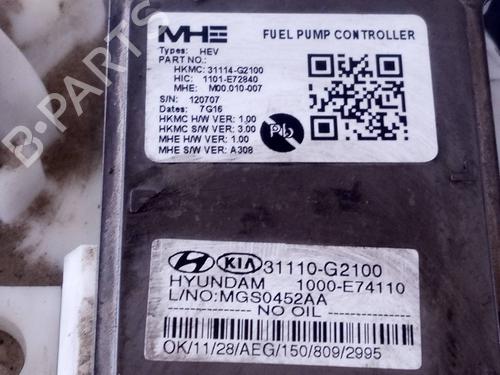 MHE FUEL PUMP CONTROLLER
Types: HEV
PART NO.:
HKMC: 31114-G2100
HIC: 1101-E72840
MHE: M00.010-007
S/N: 120707
Dates: 7G16
HKMC H/W VER: 1.00
HKMC S/W VER: 3.00
MHE H/W VER: 1.00
MHE S/W VER: A308
Pb
KIA 31110-G2100
HYUNDAM 1000-E74110
L/NO:MGS0452AA
NO OIL
OK/11/28/AEG/150/809/2995
B-PARTS